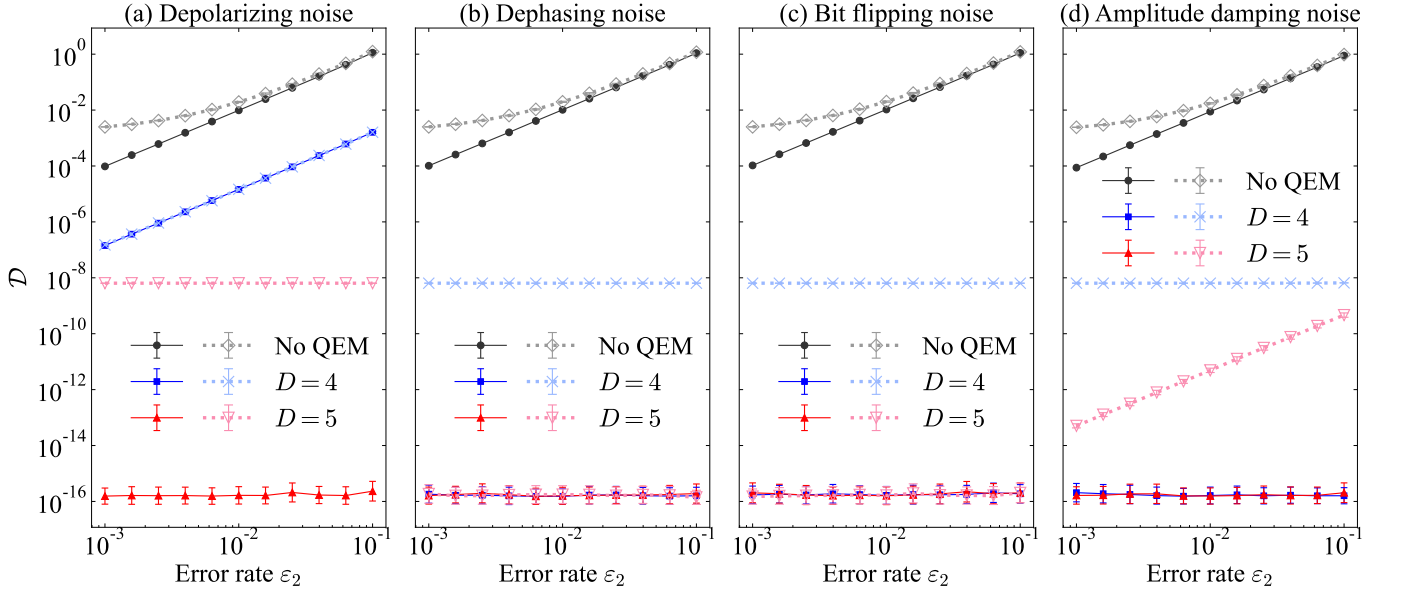 (a) Depolarizing noise
(b) Dephasing noise
(c) Bit flipping noise
(d) Amplitude damping noise
𝒟
10^0
10^-2
10^-4
10^-6
10^-8
10^-10
10^-12
10^-14
10^-16
No QEM
D = 4
D = 5
No QEM
D = 4
D = 5
No QEM
D = 4
D = 5
No QEM
D = 4
D = 5
10^-3 10^-2 10^-1
10^-3 10^-2 10^-1
10^-3 10^-2 10^-1
10^-3 10^-2 10^-1
Error rate ε₂
Error rate ε₂
Error rate ε₂
Error rate ε₂